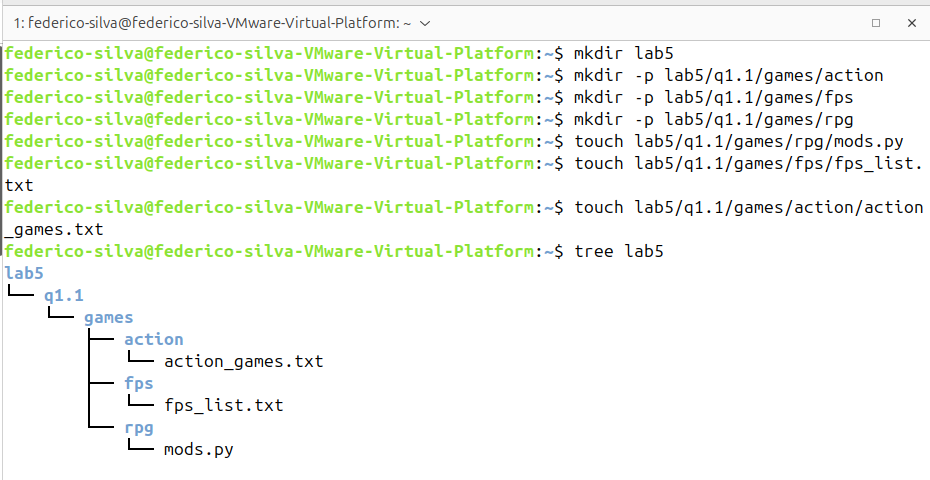 1: federico-silva@federico-silva-VMware-Virtual-Platform: ~
federico-silva@federico-silva-VMware-Virtual-Platform:~$ mkdir lab5
federico-silva@federico-silva-VMware-Virtual-Platform:~$ mkdir -p lab5/q1.1/games/action
federico-silva@federico-silva-VMware-Virtual-Platform:~$ mkdir -p lab5/q1.1/games/fps
federico-silva@federico-silva-VMware-Virtual-Platform:~$ mkdir -p lab5/q1.1/games/rpg
federico-silva@federico-silva-VMware-Virtual-Platform:~$ touch lab5/q1.1/games/rpg/mods.py
federico-silva@federico-silva-VMware-Virtual-Platform:~$ touch lab5/q1.1/games/fps/fps_list.
txt
federico-silva@federico-silva-VMware-Virtual-Platform:~$ touch lab5/q1.1/games/action/action
_games.txt
federico-silva@federico-silva-VMware-Virtual-Platform:~$ tree lab5
lab5
└── q1.1
    └── games
        ├── action
        │   └── action_games.txt
        ├── fps
        │   └── fps_list.txt
        └── rpg
            └── mods.py